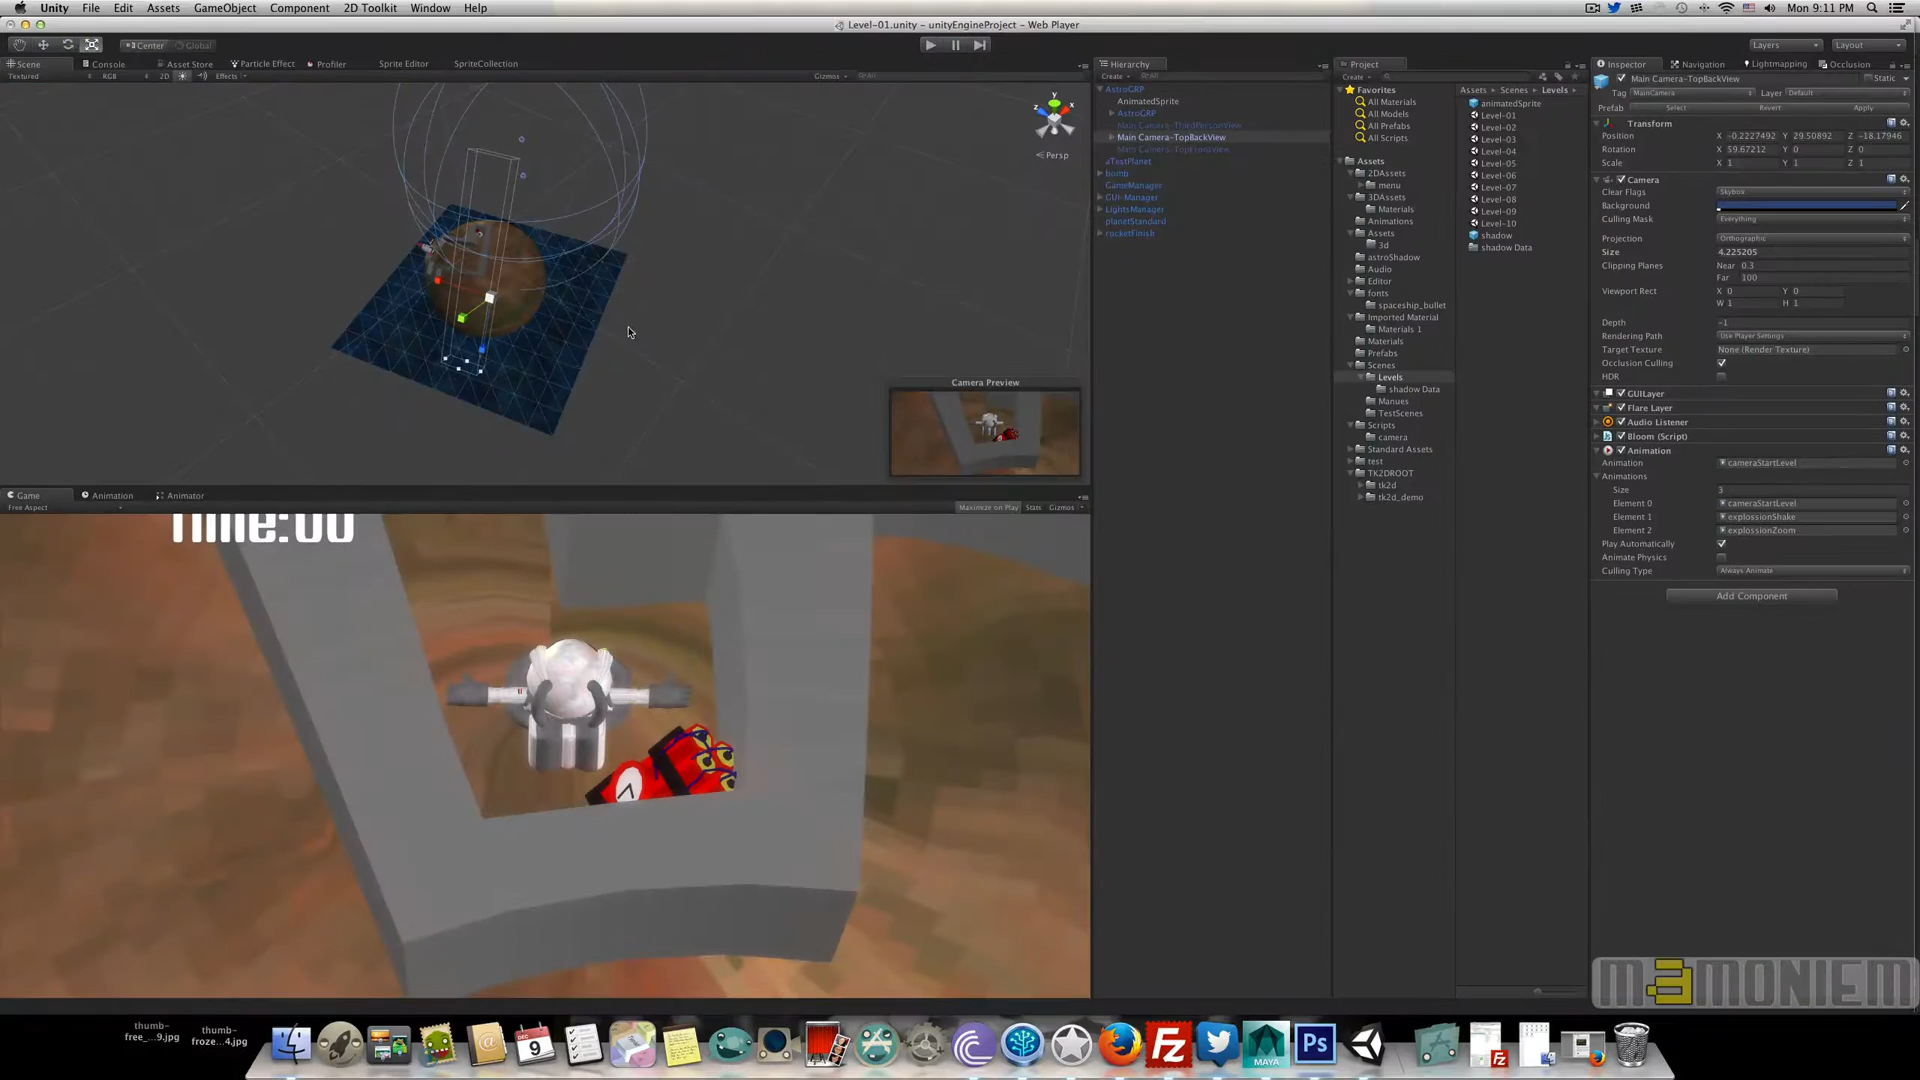 Unity File Edit Assets GameObject Component 2D Toolkit Window Help Mon 9:11 PM
Level-01.unity - unityEngineProject - Web Player
Center Global Layers Layout
Scene Console Asset Store Particle Effect Profiler Sprite Editor SpriteCollection
Textured RGB 2D Effects Gizmos All
y
x
z
Persp
Camera Preview
Game Animation Animator
Free Aspect Maximize on Play Stats Gizmos
Time:00
Hierarchy
Create All
AstroGRP
AnimatedSprite
AstroGRP
Main Camera-ThirdPersonView
Main Camera-TopBackView
Main Camera-TopFrontView
aTestPlanet
bomb
GameManager
GUI-Manager
LightsManager
planetStandard
rocketFinish
Project
Create
Favorites
All Materials
All Models
All Prefabs
All Scripts
Assets
2DAssets
menu
3DAssets
Materials
Animations
Assets
3d
astroShadow
Audio
Editor
fonts
spaceship_bullet
Imported Material
Materials 1
Materials
Prefabs
Scenes
Levels
shadow Data
Manues
TestScenes
Scripts
camera
Standard Assets
test
TK2DROOT
tk2d
tk2d_demo
Assets Scenes Levels
animatedSprite
Level-01
Level-02
Level-03
Level-04
Level-05
Level-06
Level-07
Level-08
Level-09
Level-10
shadow
shadow Data
Inspector Navigation Lightmapping Occlusion
Main Camera-TopBackView Static
Tag MainCamera Layer Default
Prefab Select Revert Apply
Transform
Position X -0.2227492 Y 29.50892 Z -18.17946
Rotation X 59.67212 Y 0 Z 0
Scale X 1 Y 1 Z 1
Camera
Clear Flags Skybox
Background
Culling Mask Everything
Projection Orthographic
Size 4.225205
Clipping Planes Near 0.3
Far 100
Viewport Rect X 0 Y 0
W 1 H 1
Depth -1
Rendering Path Use Player Settings
Target Texture None (Render Texture)
Occlusion Culling
HDR
GUILayer
Flare Layer
Audio Listener
Bloom (Script)
Animation
Animation cameraStartLevel
Animations
Size 3
Element 0 cameraStartLevel
Element 1 explossionShake
Element 2 explossionZoom
Play Automatically
Animate Physics
Culling Type Always Animate
Add Component
m3moniem
thumb-
free_...9.jpg
thumb-
froze...4.jpg
DEC
9
MAYA
Ps
Fz